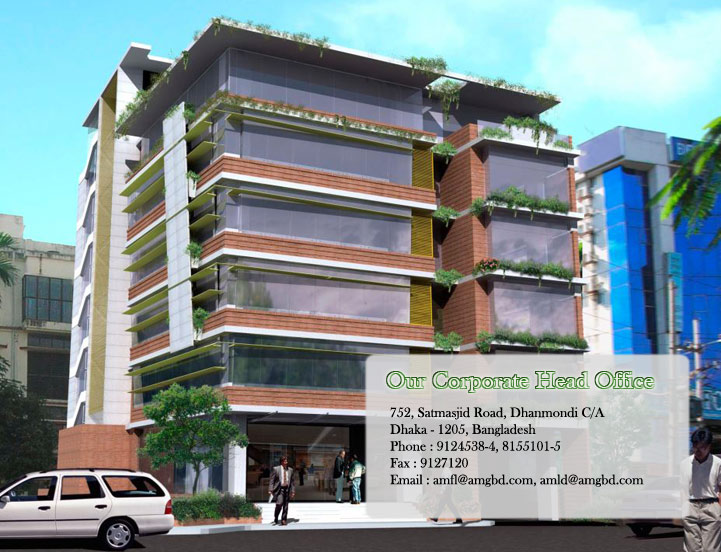 Our Corporate Head Office
752, Satmasjid Road, Dhanmondi C/A
Dhaka - 1205, Bangladesh
Phone : 9124538-4, 8155101-5
Fax : 9127120
Email : amfl@amgbd.com, amld@amgbd.com